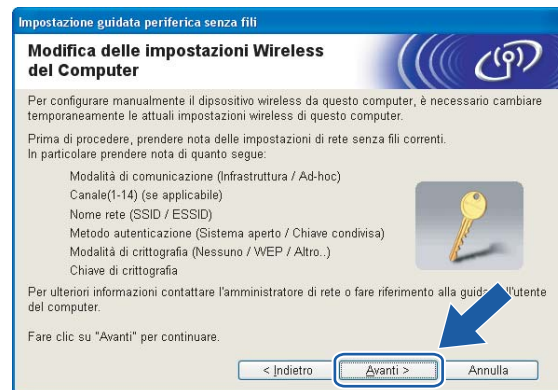 Impostazione guidata periferica senza fili
Modifica delle impostazioni Wireless
del Computer
Per configurare manualmente il dipsositivo wireless da questo computer, è necessario cambiare
temporaneamente le attuali impostazioni wireless di questo computer.
Prima di procedere, prendere nota delle impostazioni di rete senza fili correnti.
In particolare prendere nota di quanto segue:
Modalità di comunicazione (Infrastruttura / Ad-hoc)
Canale(1-14) (se applicabile)
Nome rete (SSID / ESSID)
Metodo autenticazione (Sistema aperto / Chiave condivisa)
Modalità di crittografia (Nessuno / WEP / Altro..)
Chiave di crittografia
Per ulteriori informazioni contattare l'amministratore di rete o fare riferimento alla
del computer.
Fare clic su "Avanti" per continuare.
< Indietro Avanti > Annulla